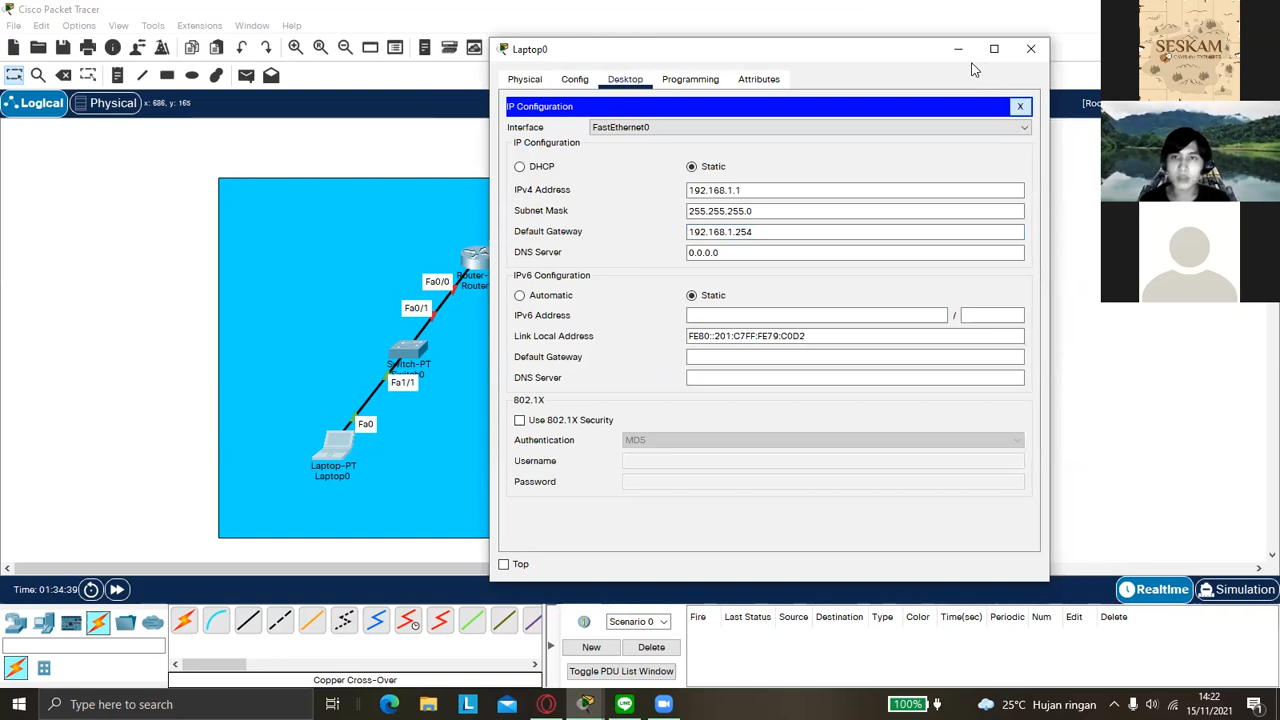 Laptop0
File Edit Options View Tools Extensions Window Help
SESKAM
Physical Config Desktop Programming Attributes
Logical Physical x: 686, y: 165
[Roo
IP Configuration X
Interface FastEthernet0
IP Configuration
DHCP Static
IPv4 Address 192.168.1.1
Subnet Mask 255.255.255.0
Default Gateway 192.168.1.254
DNS Server 0.0.0.0
IPv6 Configuration
Automatic Static
IPv6 Address /
Link Local Address FE80::201:C7FF:FE79:C0D2
Default Gateway
DNS Server
802.1X
Use 802.1X Security
Authentication MD5
Username
Password
Top
Router-
Router
Fa0/0
Fa0/1
Switch-PT
Switch0
Fa1/1
Fa0
Laptop-PT
Laptop0
Time: 01:34:39
Realtime Simulation
Scenario 0
Fire Last Status Source Destination Type Color Time(sec) Periodic Num Edit Delete
New Delete
Toggle PDU List Window
Copper Cross-Over
Type here to search
100%
25°C Hujan ringan
14:22
15/11/2021
1